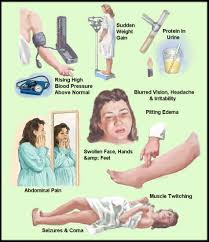 Sudden
Weight
Gain
Protein In
Urine
Rising High
Blood Pressure
Above Normal
Blurred Vision, Headache
& Irritability
Pitting Edema
Swollen Face, Hands
&amp; Feet
Abdominal Pain
Muscle Twitching
Seizures & Coma